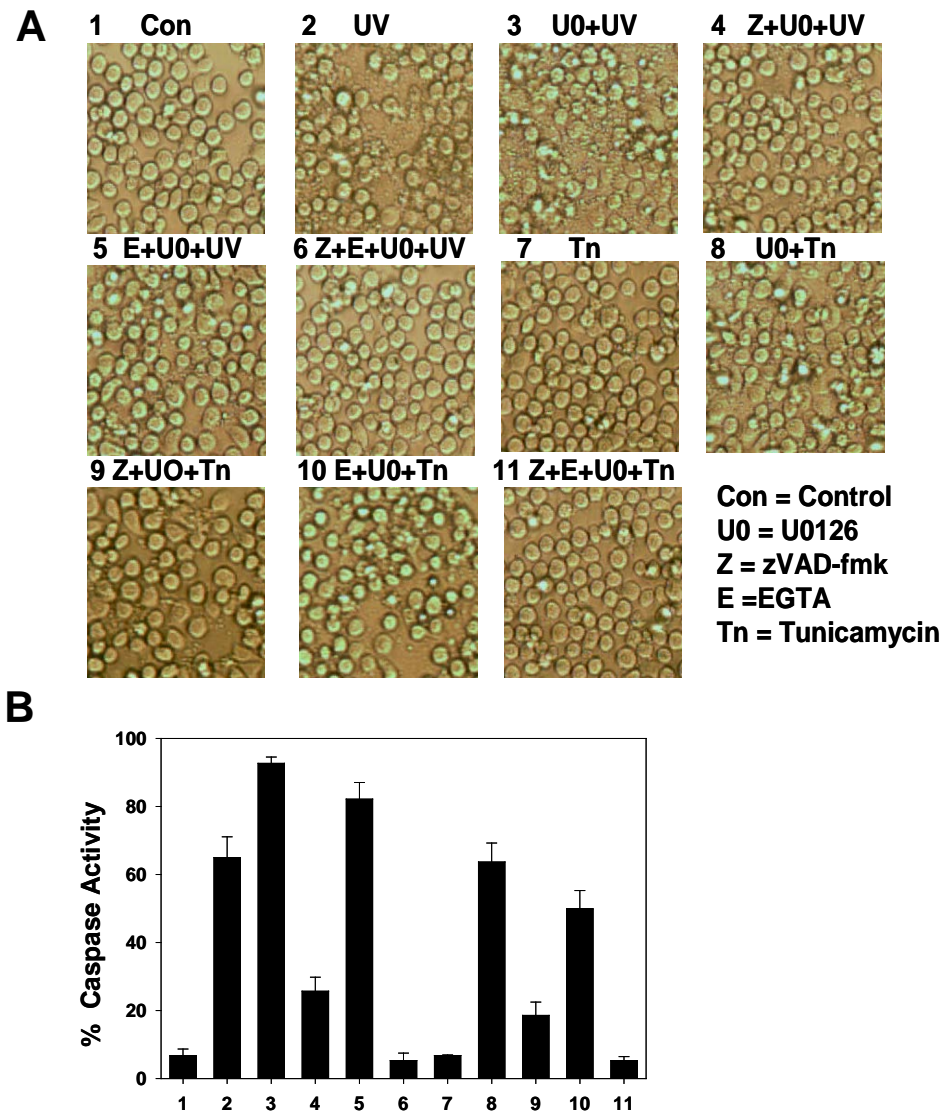 A
1 Con
2 UV
3 U0+UV
4 Z+U0+UV
5 E+U0+UV
6 Z+E+U0+UV
7 Tn
8 U0+Tn
9 Z+UO+Tn
10 E+U0+Tn
11 Z+E+U0+Tn
Con = Control
U0 = U0126
Z = zVAD-fmk
E =EGTA
Tn = Tunicamycin
B
% Caspase Activity
100
80
60
40
20
0
1 2 3 4 5 6 7 8 9 10 11